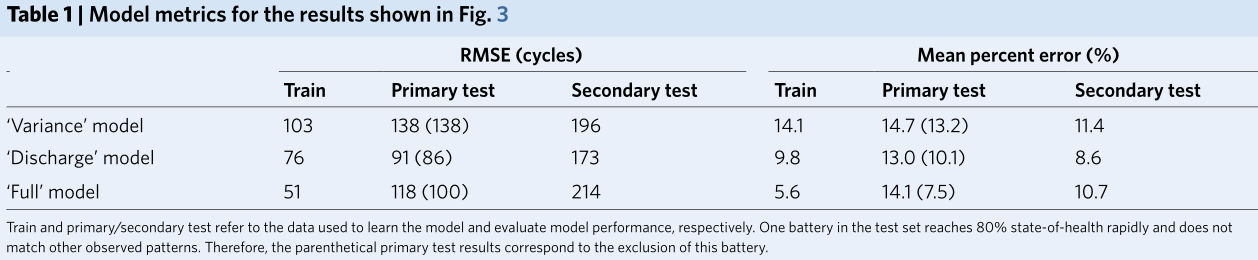 Table 1 | Model metrics for the results shown in Fig. 3
RMSE (cycles) Mean percent error (%)
Train Primary test Secondary test Train Primary test Secondary test
‘Variance’ model 103 138 (138) 196 14.1 14.7 (13.2) 11.4
‘Discharge’ model 76 91 (86) 173 9.8 13.0 (10.1) 8.6
‘Full’ model 51 118 (100) 214 5.6 14.1 (7.5) 10.7
Train and primary/secondary test refer to the data used to learn the model and evaluate model performance, respectively. One battery in the test set reaches 80% state-of-health rapidly and does not
match other observed patterns. Therefore, the parenthetical primary test results correspond to the exclusion of this battery.